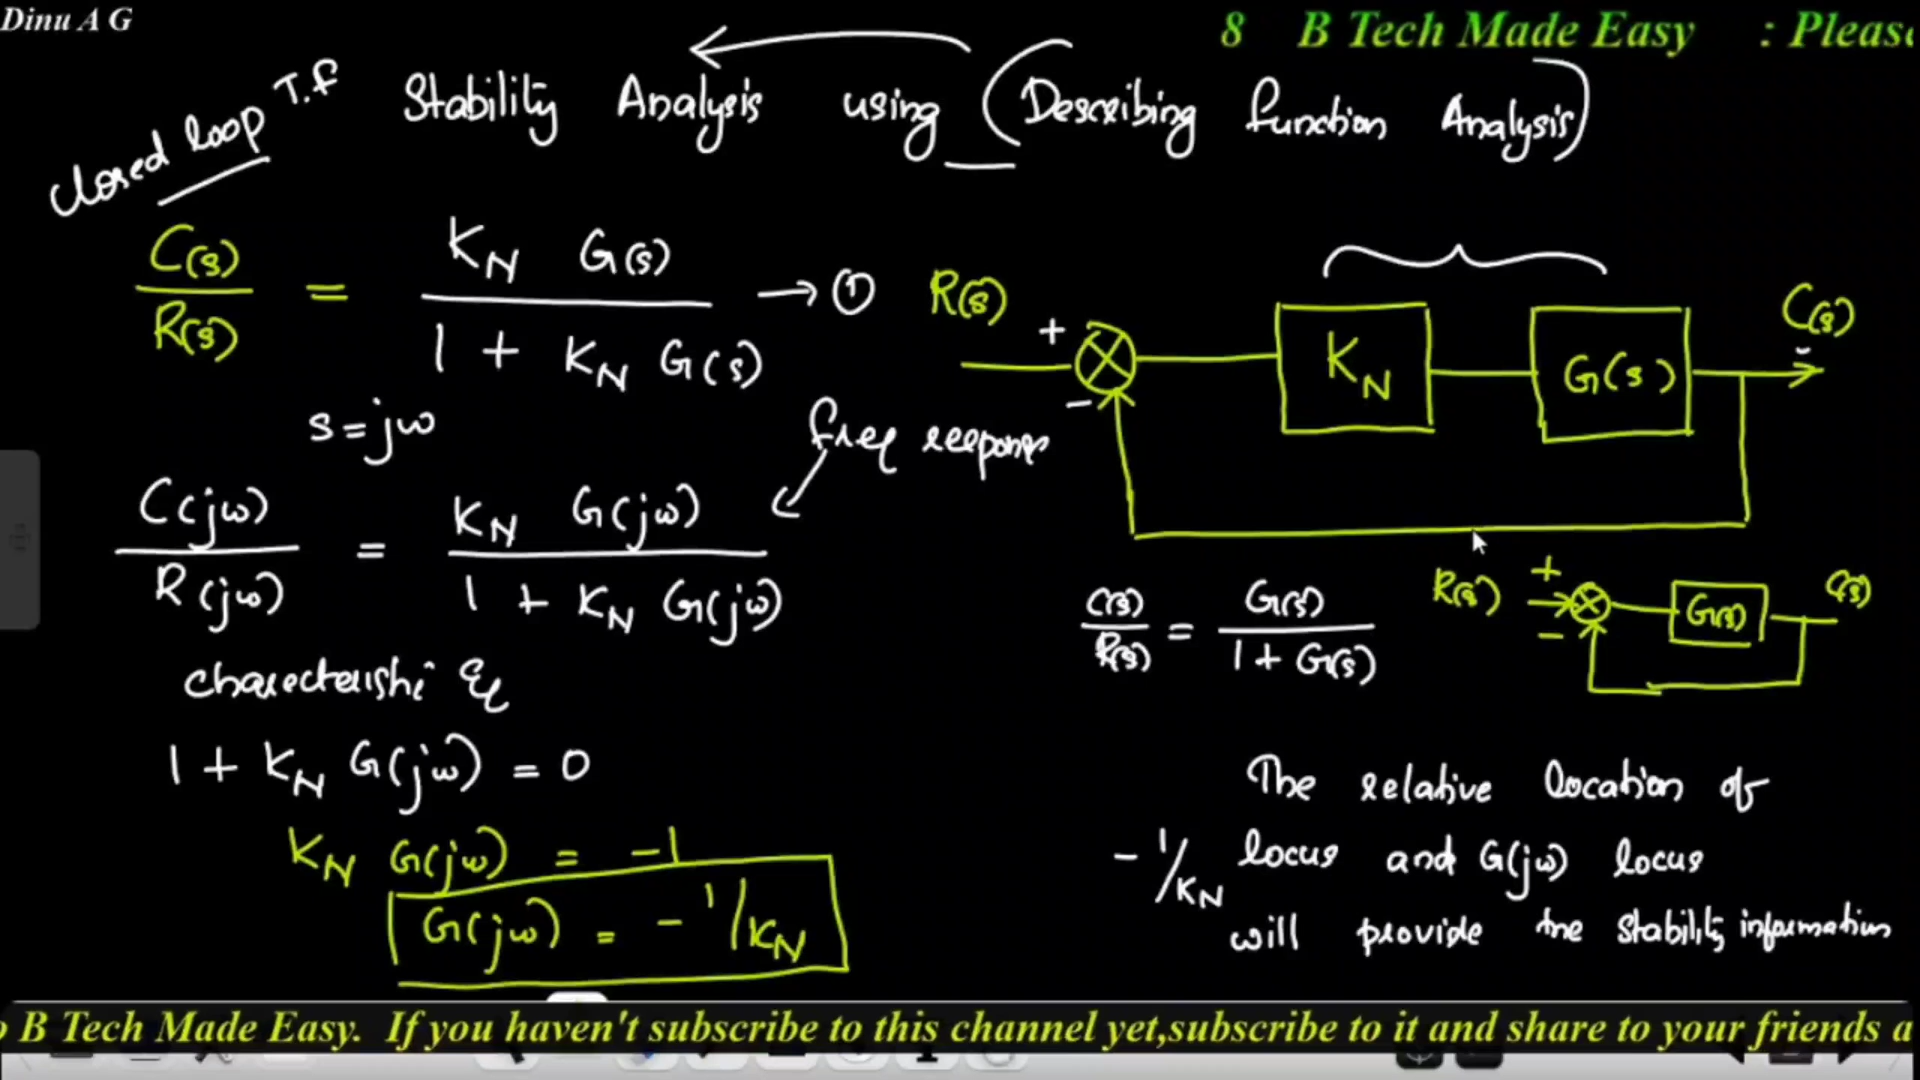 Dinu A G
8 B Tech Made Easy : Please
closed loop T.f
Stability Analysis using (Describing function Analysis)
C(s)/R(s) = K_N G(s) / 1 + K_N G(s) → ①
s = jω
freq response
C(jω)/R(jω) = K_N G(jω) / 1 + K_N G(jω)
R(s) + − K_N G(s) C(s)
C(s)/R(s) = G(s) / 1 + G(s)
R(s) + − G(s) C(s)
1 + K_N G(jω) = 0
K_N G(jω) = -1
G(jω) = - 1/K_N
The relative location of
- 1/K_N locus and G(jω) locus
will provide the stability information
B Tech Made Easy. If you haven't subscribe to this channel yet,subscribe to it and share to your friends a